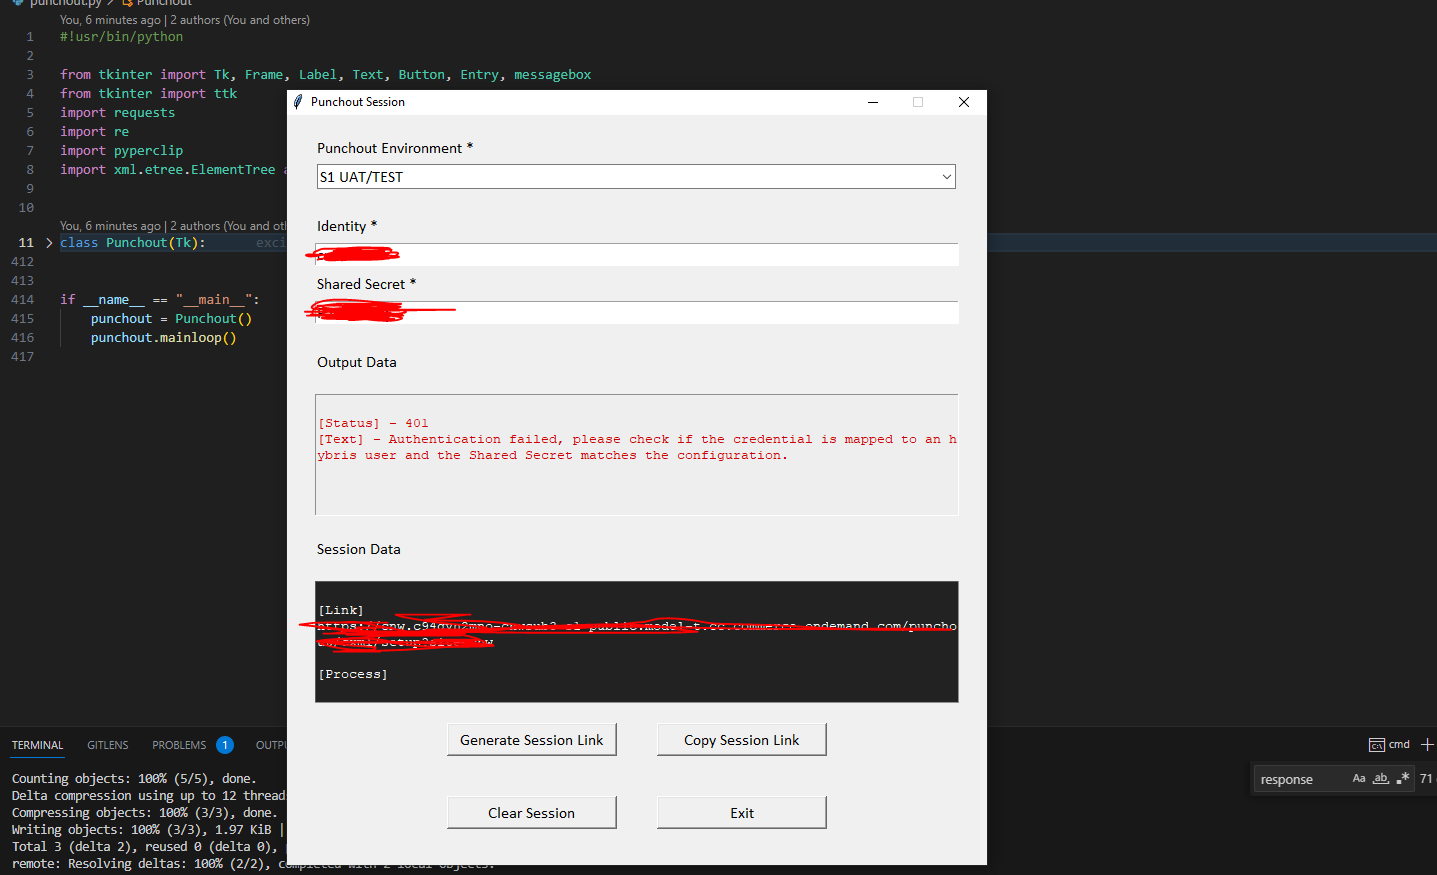 punchout.py > Punchout
You, 6 minutes ago | 2 authors (You and others)
1 #!usr/bin/python
2
3 from tkinter import Tk, Frame, Label, Text, Button, Entry, messagebox
4 from tkinter import ttk
5 import requests
6 import re
7 import pyperclip
8 import xml.etree.ElementTree
9
10
You, 6 minutes ago | 2 authors (You and
11 > class Punchout(Tk):
412
413
414 if __name__ == "__main__":
415 punchout = Punchout()
416 punchout.mainloop()
417
Punchout Session
Punchout Environment *
S1 UAT/TEST
Identity *
Shared Secret *
Output Data
[Status] - 401
[Text] - Authentication failed, please check if the credential is mapped to an h
ybris user and the Shared Secret matches the configuration.
Session Data
[Link]
[Process]
Generate Session Link Copy Session Link
Clear Session Exit
TERMINAL GITLENS PROBLEMS 1
cmd
response Aa ab 71
Counting objects: 100% (5/5), done.
Delta compression using up to 12
Compressing objects: 100% (3/3), done.
Writing objects: 100% (3/3), 1.97 KiB |
Total 3 (delta 2), reused 0 (delta 0),
remote: Resolving deltas: 100% (2/2), completed with 2 local objects.